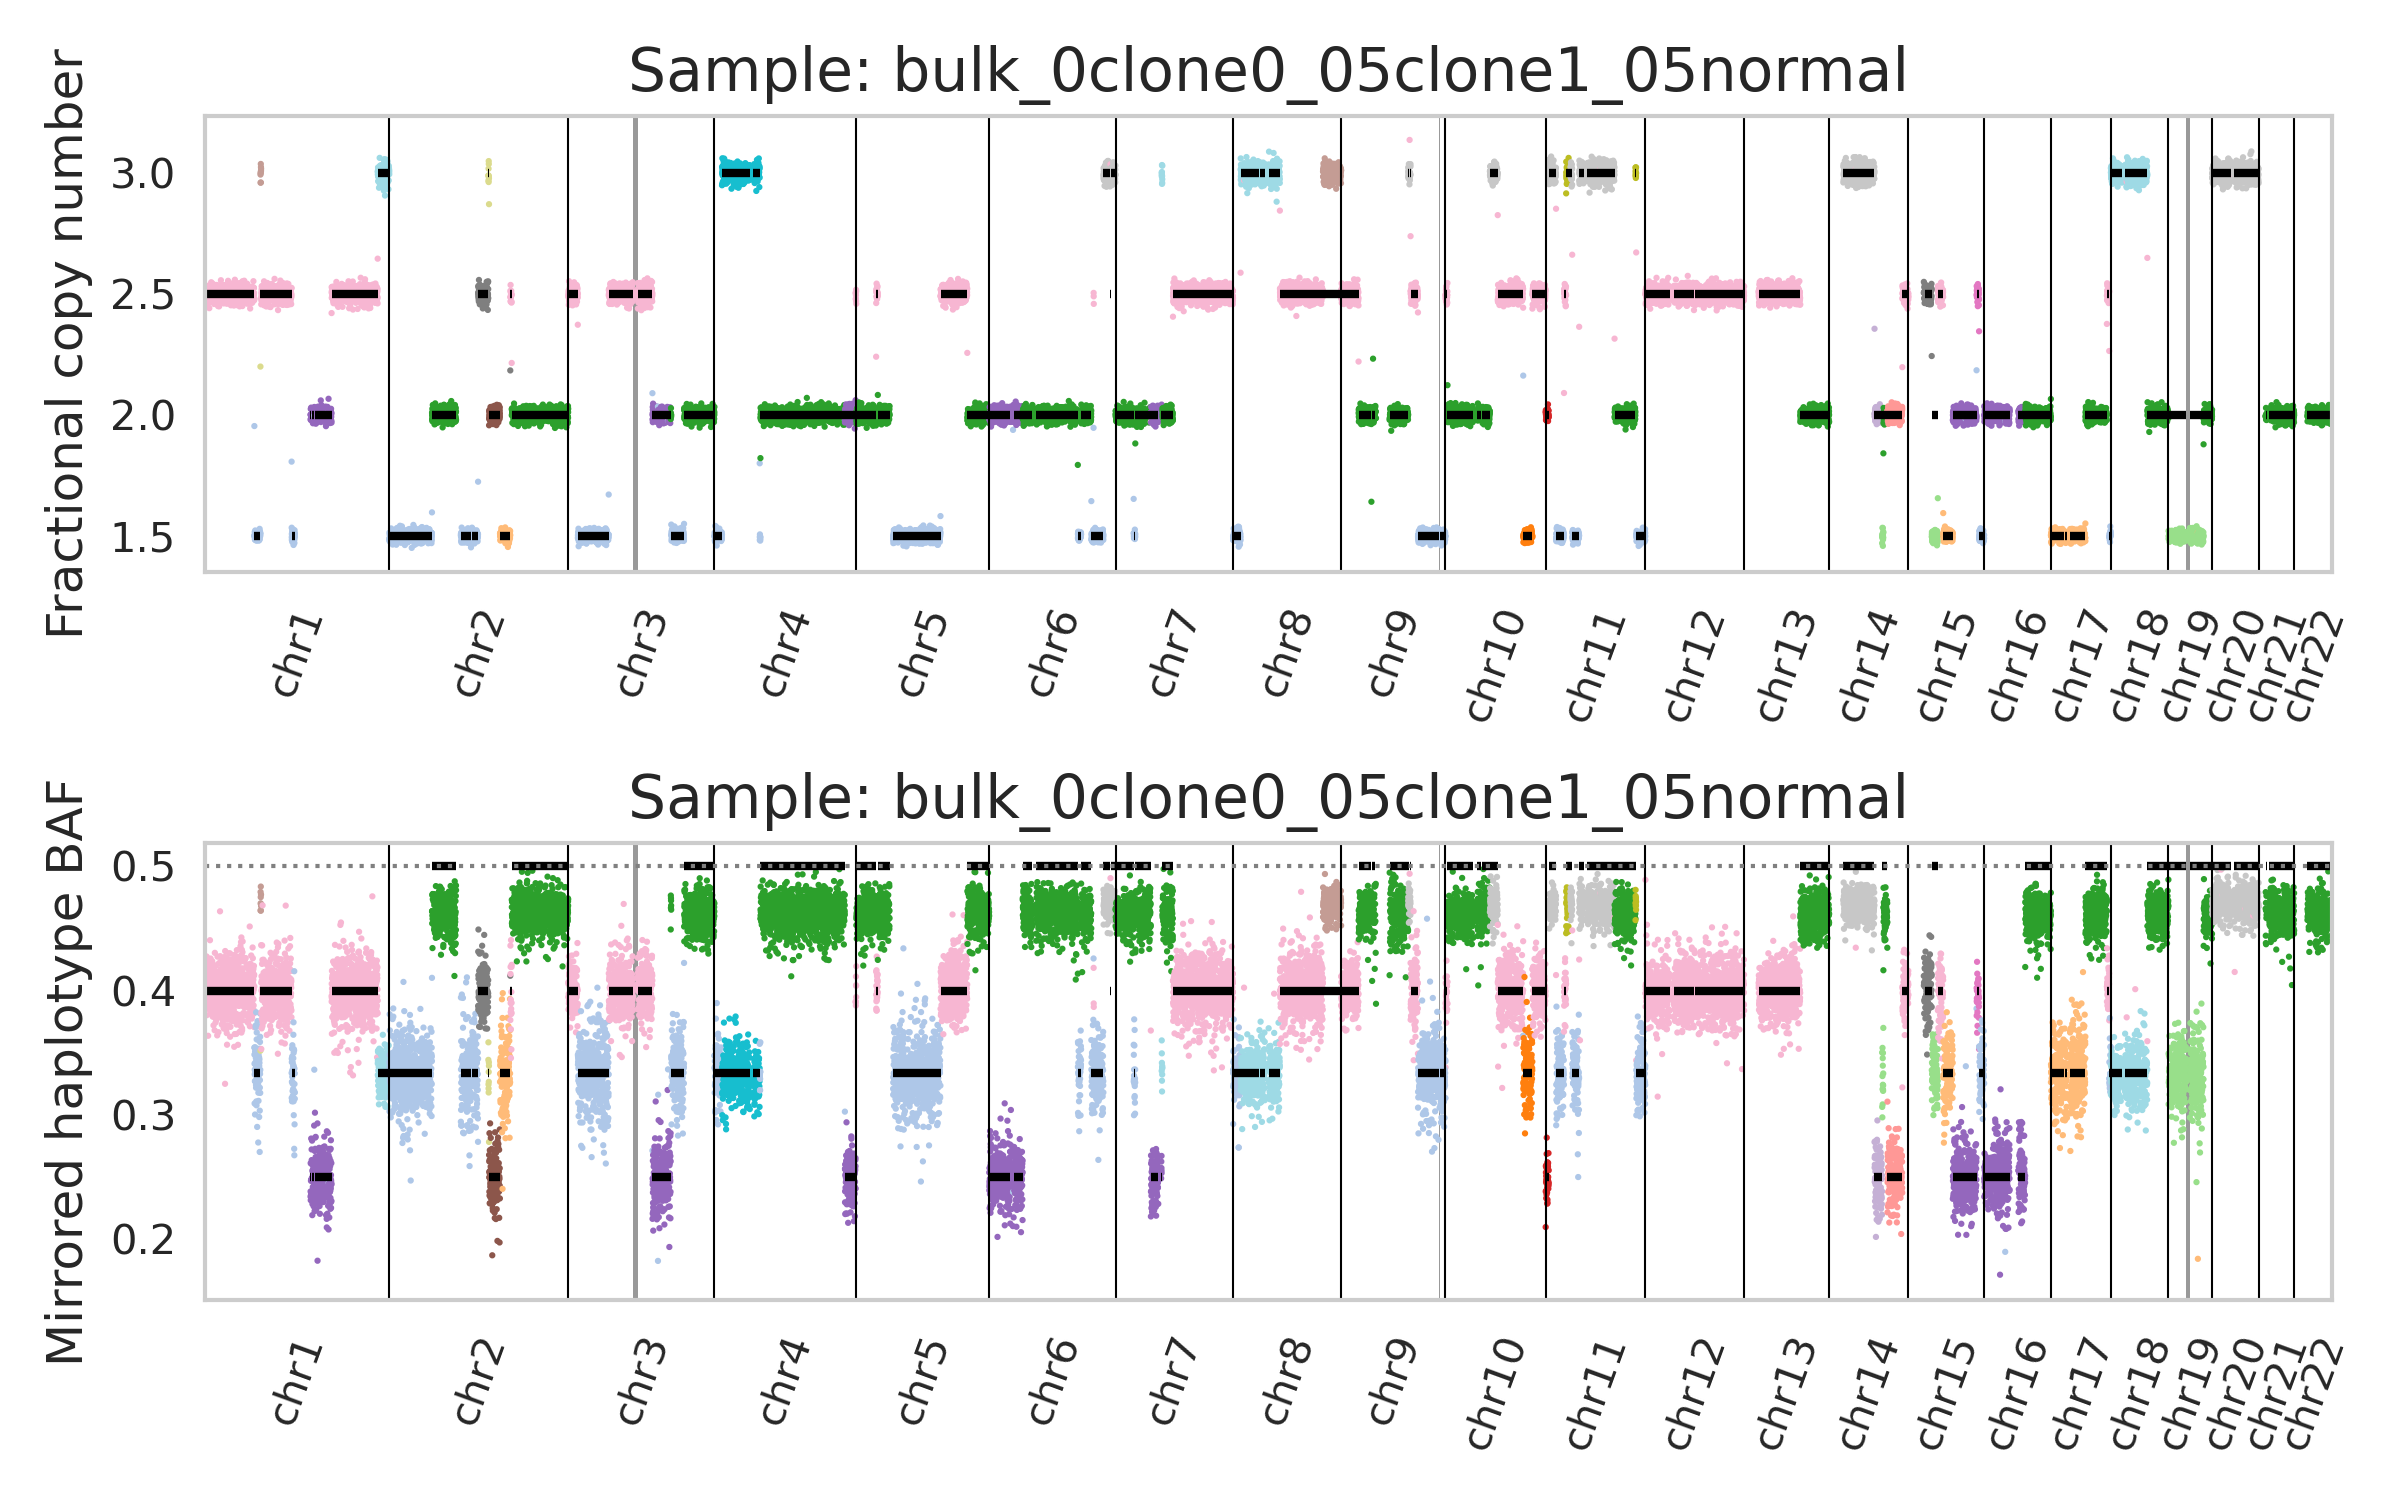 Sample: bulk_0clone0_05clone1_05normal
Fractional copy number
3.0
2.5
2.0
1.5
chr1 chr2 chr3 chr4 chr5 chr6 chr7 chr8 chr9 chr10 chr11 chr12 chr13 chr14 chr15 chr16 chr17 chr18 chr19 chr20 chr21 chr22
Sample: bulk_0clone0_05clone1_05normal
Mirrored haplotype BAF
0.5
0.4
0.3
0.2
chr1 chr2 chr3 chr4 chr5 chr6 chr7 chr8 chr9 chr10 chr11 chr12 chr13 chr14 chr15 chr16 chr17 chr18 chr19 chr20 chr21 chr22